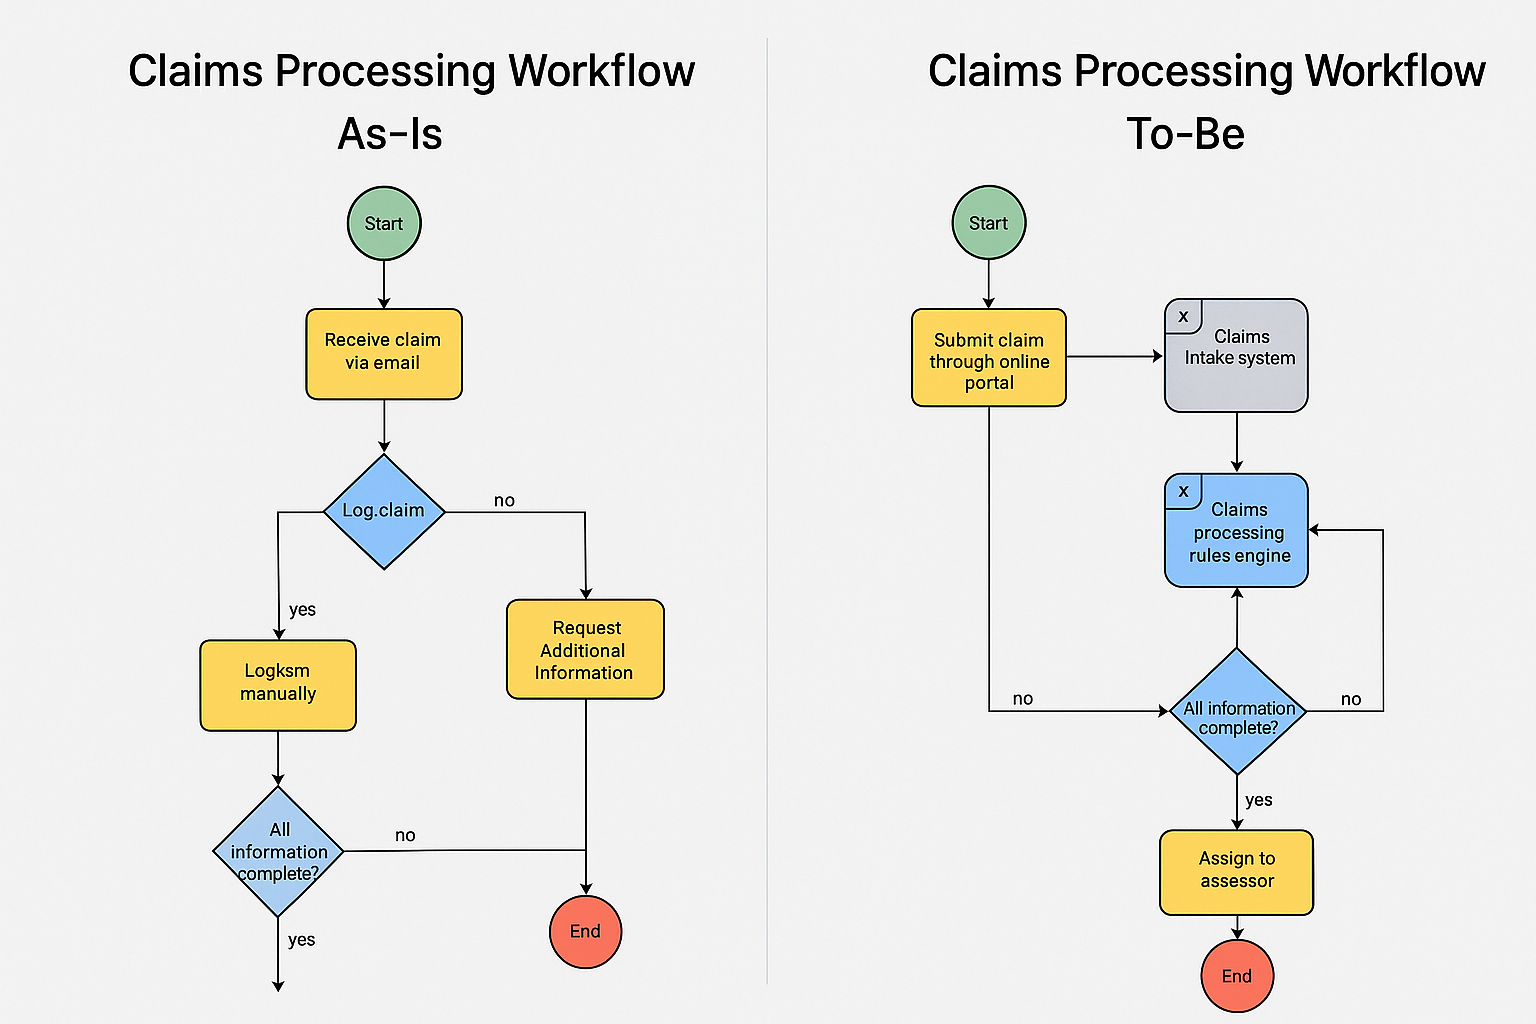 Claims Processing Workflow
As-Is
Start
Receive claim
via email
Log.claim
no
yes
Logksm
manually
Request
Additional
Information
All
information
complete?
no
yes
End
Claims Processing Workflow
To-Be
Start
Submit claim
through online
portal
x
Claims
Intake system
x
Claims
processing
rules engine
no
All information
complete?
no
yes
Assign to
assessor
End